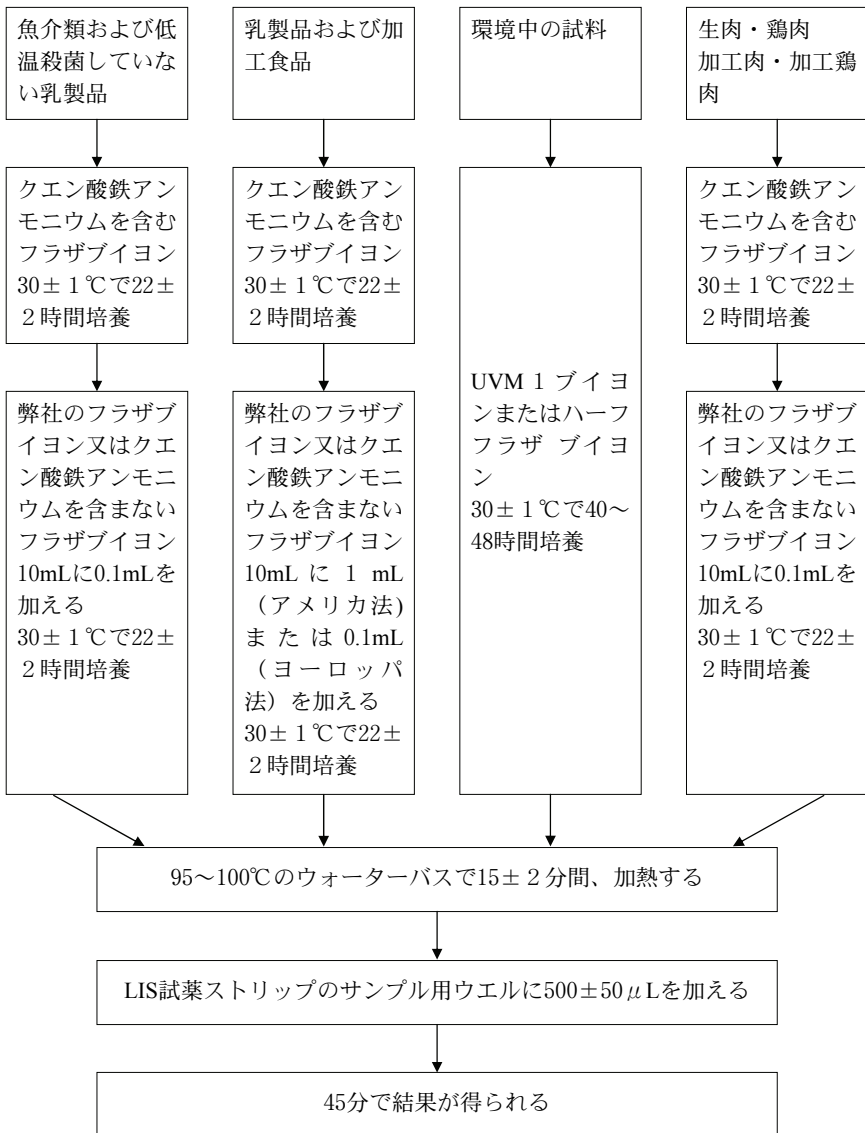 魚介類および低
温殺菌していな
い乳製品
乳製品および加
工食品
環境中の試料
生肉・鶏肉
加工肉・加工鶏
肉
クエン酸鉄アン
モニウムを含む
フラザブイヨン
30±１℃で22±
２時間培養
クエン酸鉄アン
モニウムを含む
フラザブイヨン
30±１℃で22±
２時間培養
UVM１ブイヨ
ンまたはハーフ
フラザ ブイヨ
ン
30±１℃で40～
48時間培養
クエン酸鉄アン
モニウムを含む
フラザブイヨン
30±１℃で22±
２時間培養
弊社のフラザブ
イヨン又はクエ
ン酸鉄アンモニ
ウムを含まない
フラザブイヨン
10mLに0.1mLを
加える
30±１℃で22±
２時間培養
弊社のフラザブ
イヨン又はクエ
ン酸鉄アンモニ
ウムを含まない
フラザブイヨン
10mLに１mL
（アメリカ法)
または0.1mL
（ヨーロッパ
法）を加える
30±１℃で22±
２時間培養
弊社のフラザブ
イヨン又はクエ
ン酸鉄アンモニ
ウムを含まない
フラザブイヨン
10mLに0.1mLを
加える
30±１℃で22±
２時間培養
95～100℃のウォーターバスで15±２分間、加熱する
LIS試薬ストリップのサンプル用ウエルに500±50μLを加える
45分で結果が得られる